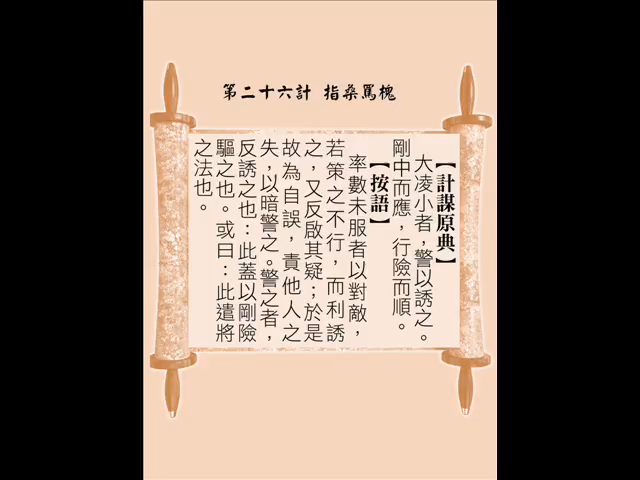 第二十六計 指桑罵槐
【計謀原典】
大凌小者，警以誘之。
剛中而應，行險而順。
【按語】
率數未服者以對敵，
若策之不行，而利誘
之，又反啟其疑；於是
故為自誤，責他人之
失，以暗警之。警之者，
反誘之也：此蓋以剛險
驅之也。或曰：此遣將
之法也。